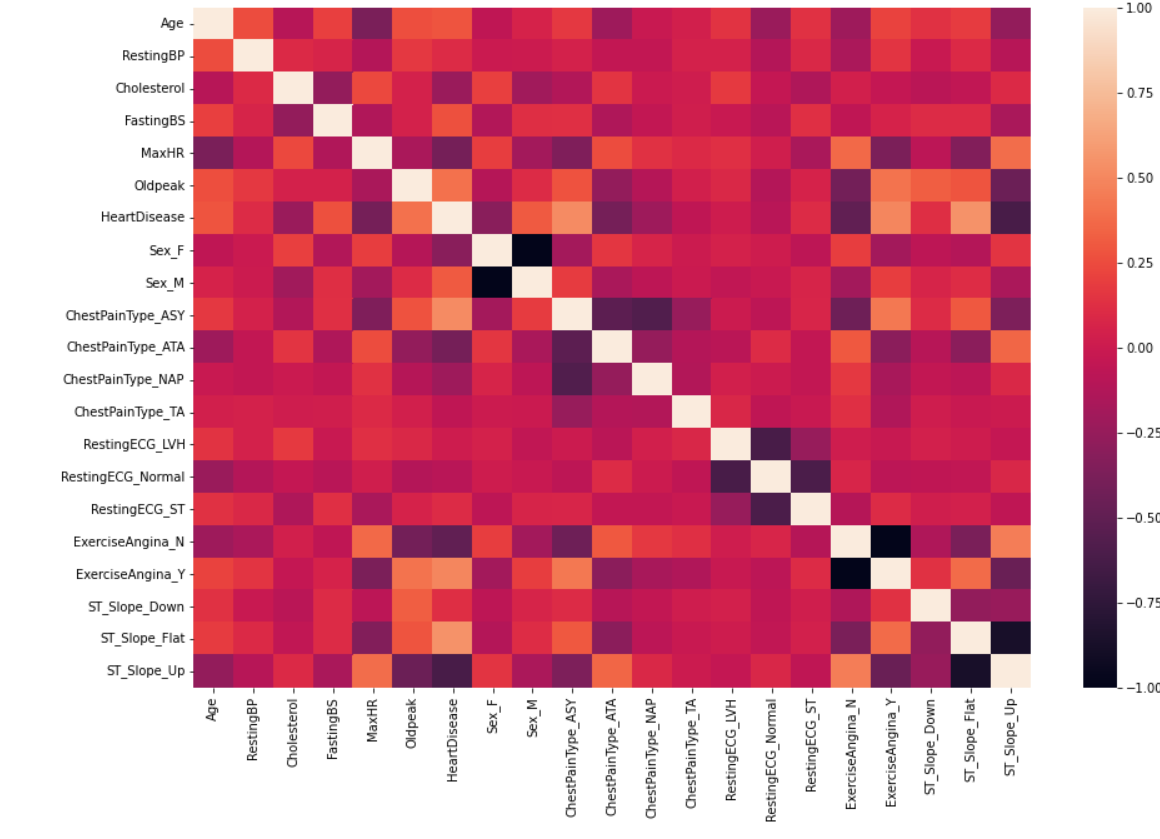 Age
RestingBP
Cholesterol
FastingBS
MaxHR
Oldpeak
HeartDisease
Sex_F
Sex_M
ChestPainType_ASY
ChestPainType_ATA
ChestPainType_NAP
ChestPainType_TA
RestingECG_LVH
RestingECG_Normal
RestingECG_ST
ExerciseAngina_N
ExerciseAngina_Y
ST_Slope_Down
ST_Slope_Flat
ST_Slope_Up
Age
RestingBP
Cholesterol
FastingBS
MaxHR
Oldpeak
HeartDisease
Sex_F
Sex_M
ChestPainType_ASY
ChestPainType_ATA
ChestPainType_NAP
ChestPainType_TA
RestingECG_LVH
RestingECG_Normal
RestingECG_ST
ExerciseAngina_N
ExerciseAngina_Y
ST_Slope_Down
ST_Slope_Flat
ST_Slope_Up
1.00
0.75
0.50
0.25
0.00
−0.25
−0.50
−0.75
−1.00